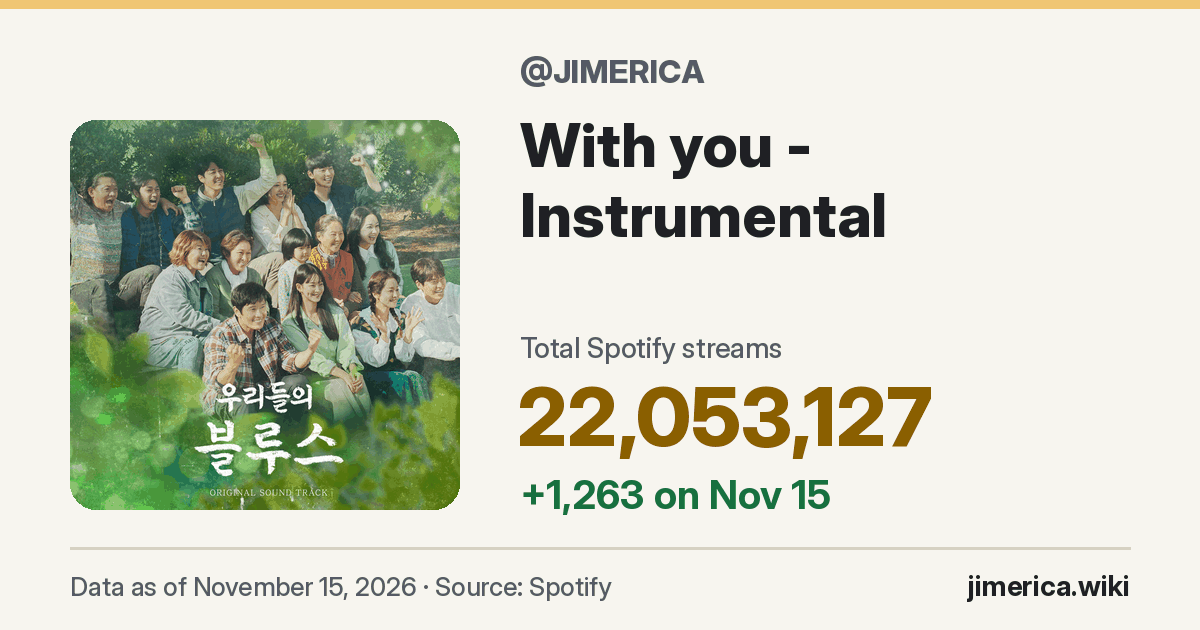 @JIMERICA
With you -
Instrumental
우리들의
블루스
ORIGINAL SOUND TRACK
Total Spotify streams
22,053,127
+1,263 on Nov 15
Data as of November 15, 2026 · Source: Spotify
jimerica.wiki